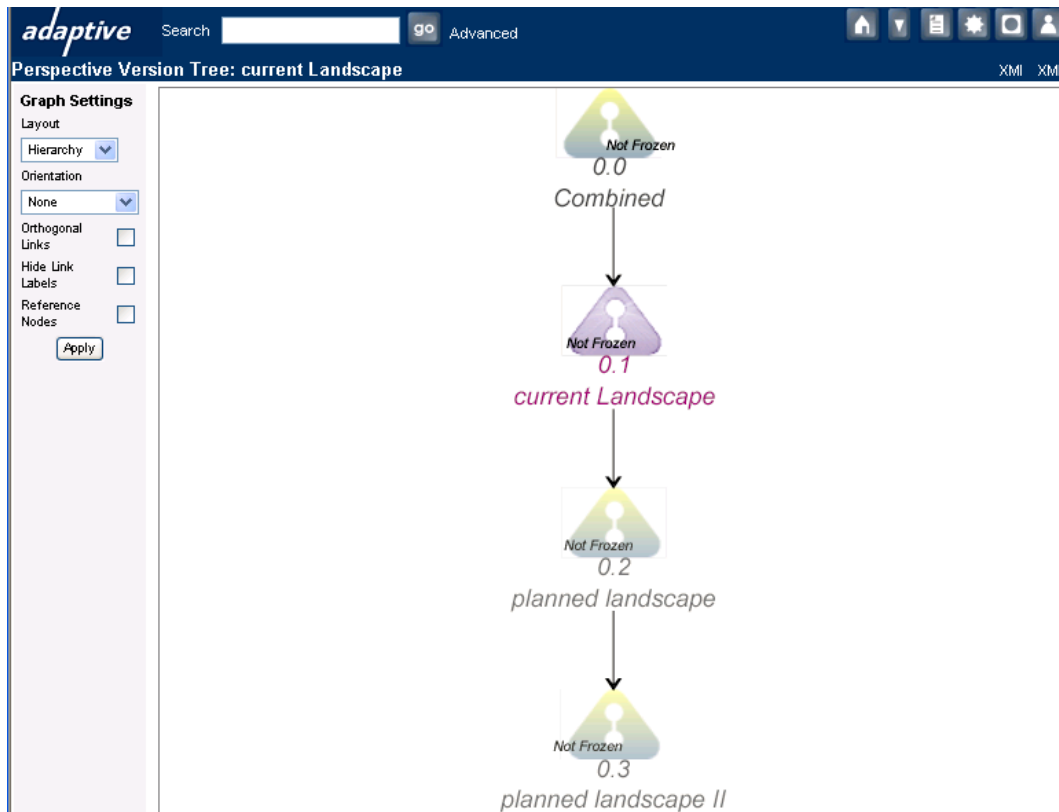 adaptive Search go Advanced
Perspective Version Tree: current Landscape XMI XMI
Graph Settings
Layout
Hierarchy
Orientation
None
Orthogonal
Links
Hide Link
Labels
Reference
Nodes
Apply
Not Frozen
0.0
Combined
Not Frozen
0.1
current Landscape
Not Frozen
0.2
planned landscape
Not Frozen
0.3
planned landscape II